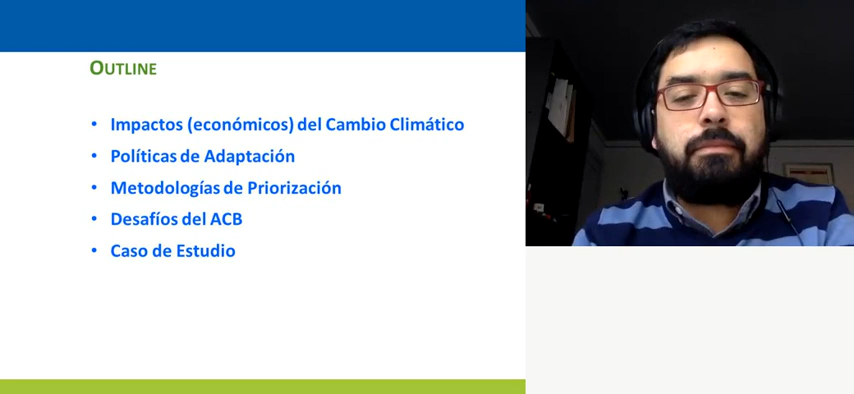 OUTLINE
• Impactos (económicos) del Cambio Climático
• Políticas de Adaptación
• Metodologías de Priorización
• Desafíos del ACB
• Caso de Estudio